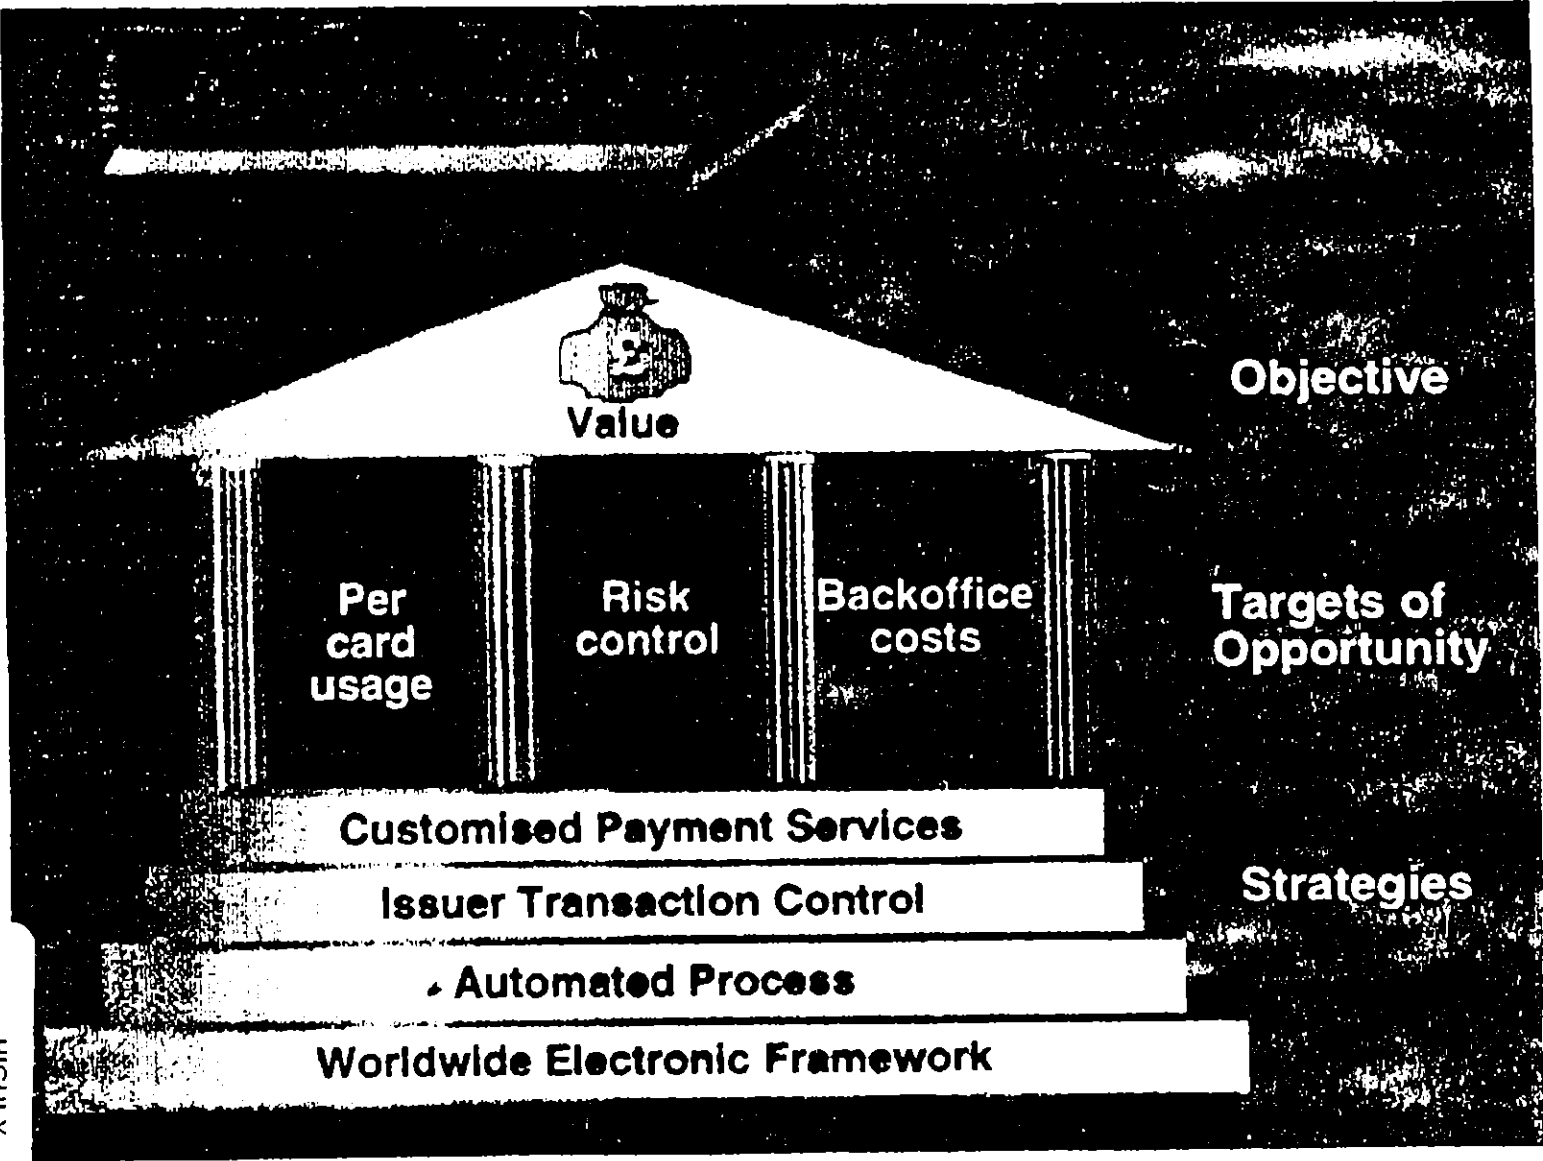 £
Value
Objective
Per
card
usage
Risk
control
Backoffice
costs
Targets of
Opportunity
Customised Payment Services
Issuer Transaction Control
Automated Process
Worldwide Electronic Framework
Strategies